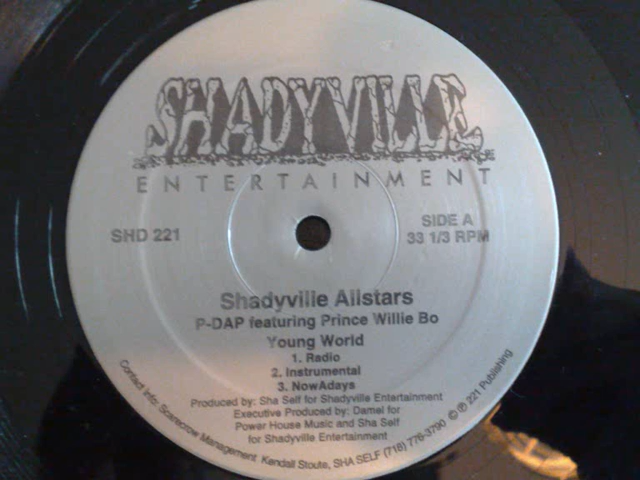 SHADYVILLE
ENTERTAINMENT
SHD 221
SIDE A
33 1/3 RPM
Shadyville Allstars
P-DAP featuring Prince Willie Bo
Young World
1. Radio
2. Instrumental
3. NowAdays
Produced by: Sha Self for Shadyville Entertainment
Executive Produced by: Damel for
Power House Music and Sha Self
for Shadyville Entertainment
Contact info: Scarecrow Management Kendall Stoute, SHA SELF (718) 776-3790 © ℗ 221 Publishing